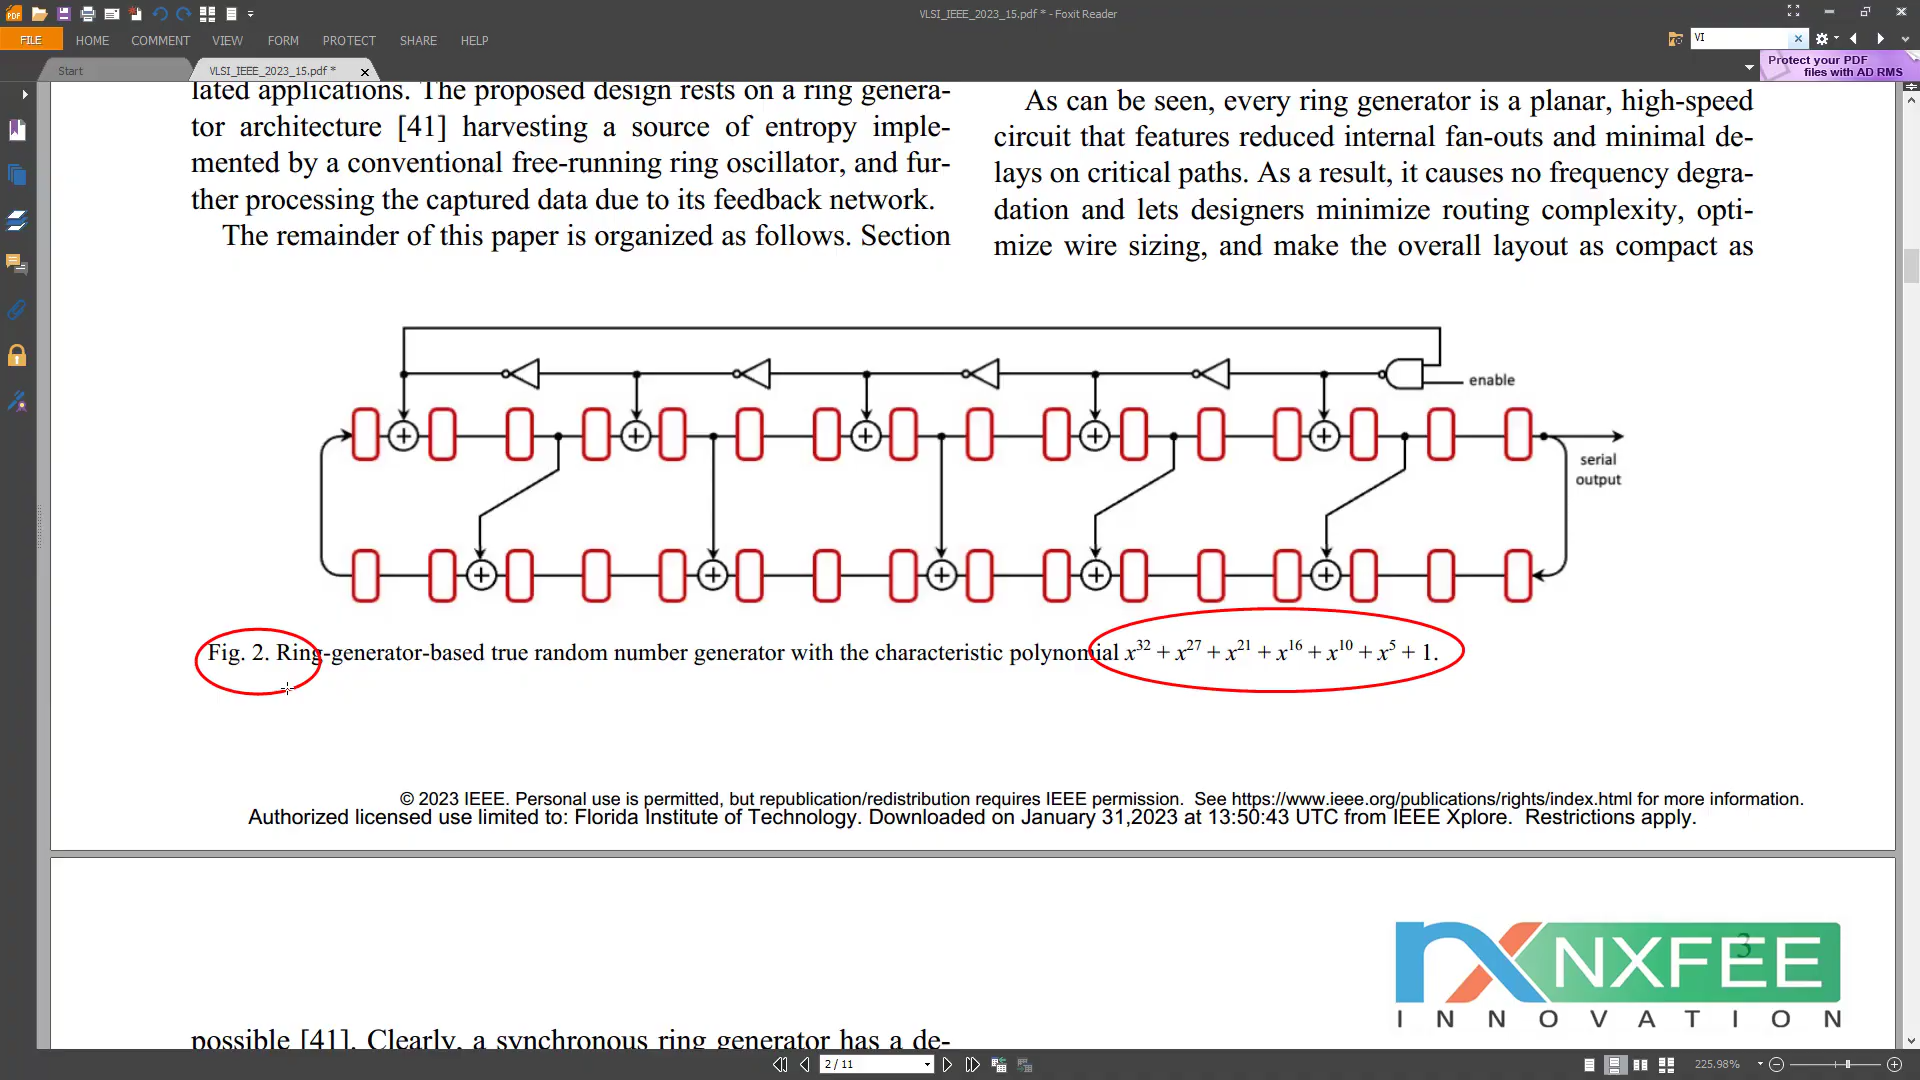 VLSI_IEEE_2023_15.pdf * - Foxit Reader
FILE HOME COMMENT VIEW FORM PROTECT SHARE HELP
VI
Start
VLSI_IEEE_2023_15.pdf *
Protect your PDF
files with AD RMS
lated applications. The proposed design rests on a ring genera-
tor architecture [41] harvesting a source of entropy imple-
mented by a conventional free-running ring oscillator, and fur-
ther processing the captured data due to its feedback network.
The remainder of this paper is organized as follows. Section
As can be seen, every ring generator is a planar, high-speed
circuit that features reduced internal fan-outs and minimal de-
lays on critical paths. As a result, it causes no frequency degra-
dation and lets designers minimize routing complexity, opti-
mize wire sizing, and make the overall layout as compact as
enable
serial
output
Fig. 2. Ring-generator-based true random number generator with the characteristic polynomial x³² + x²⁷ + x²¹ + x¹⁶ + x¹⁰ + x⁵ + 1.
© 2023 IEEE. Personal use is permitted, but republication/redistribution requires IEEE permission. See https://www.ieee.org/publications/rights/index.html for more information.
Authorized licensed use limited to: Florida Institute of Technology. Downloaded on January 31,2023 at 13:50:43 UTC from IEEE Xplore. Restrictions apply.
3
NXFEE
INNOVATION
possible [41]. Clearly, a synchronous ring generator has a de-
2 / 11
225.98%